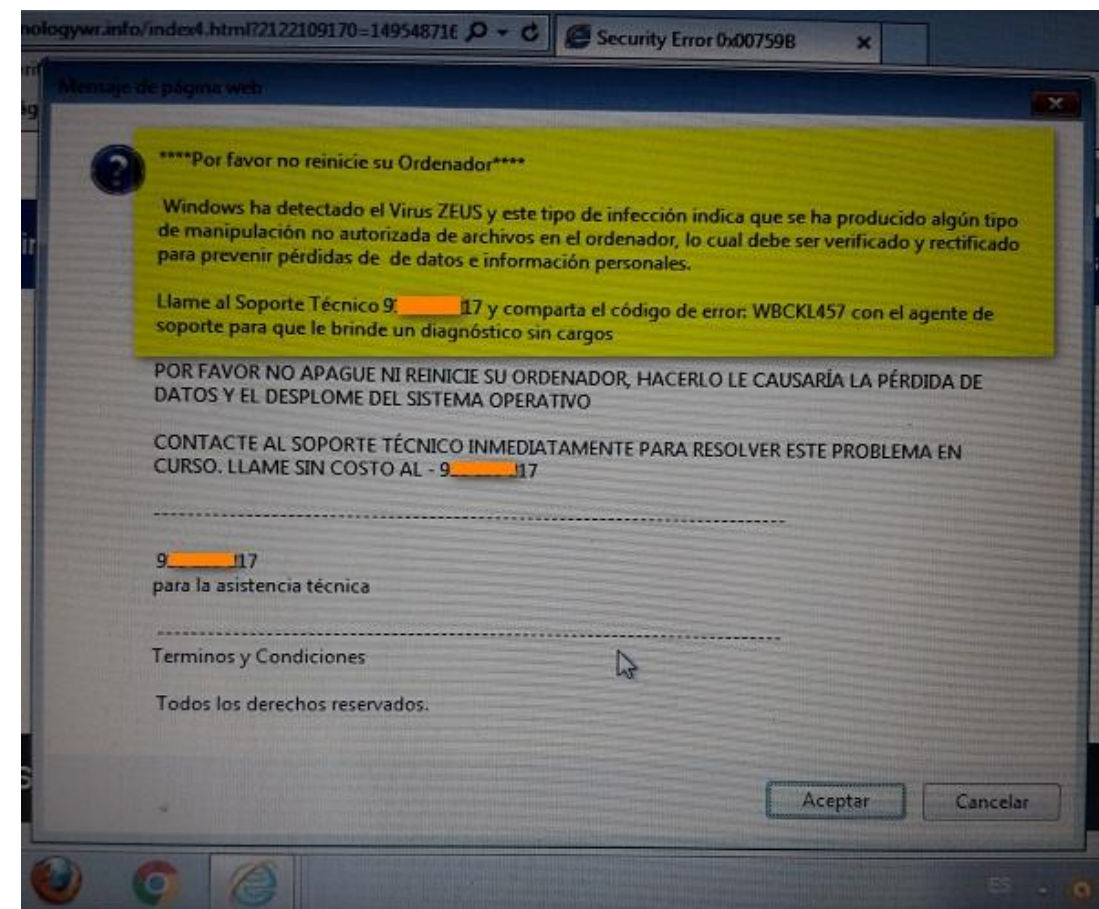 nologywr.info/index4.html?2122109170=149548716
Security Error 0x00759B
Mensaje de página web
****Por favor no reinicie su Ordenador****
Windows ha detectado el Virus ZEUS y este tipo de infección indica que se ha producido algún tipo
de manipulación no autorizada de archivos en el ordenador, lo cual debe ser verificado y rectificado
para prevenir pérdidas de de datos e información personales.
Llame al Soporte Técnico 9 17 y comparta el código de error: WBCKL457 con el agente de
soporte para que le brinde un diagnóstico sin cargos
POR FAVOR NO APAGUE NI REINICIE SU ORDENADOR, HACERLO LE CAUSARÍA LA PÉRDIDA DE
DATOS Y EL DESPLOME DEL SISTEMA OPERATIVO
CONTACTE AL SOPORTE TÉCNICO INMEDIATAMENTE PARA RESOLVER ESTE PROBLEMA EN
CURSO. LLAME SIN COSTO AL - 9 17
9 17
para la asistencia técnica
Terminos y Condiciones
Todos los derechos reservados.
Aceptar Cancelar
ES